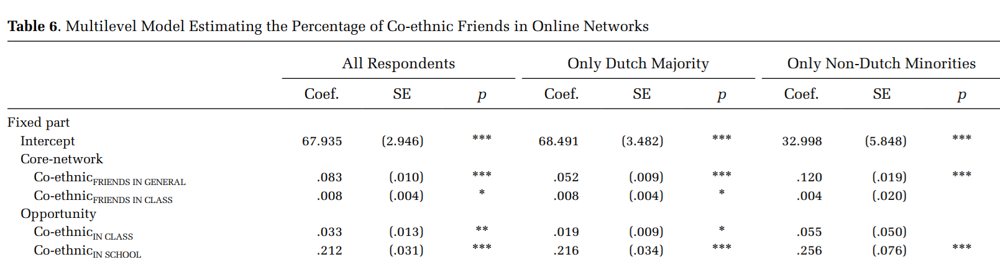 Table 6. Multilevel Model Estimating the Percentage of Co-ethnic Friends in Online Networks
All Respondents Only Dutch Majority Only Non-Dutch Minorities
Coef. SE p Coef. SE p Coef. SE p
Fixed part
Intercept 67.935 (2.946) *** 68.491 (3.482) *** 32.998 (5.848) ***
Core-network
Co-ethnicFRIENDS IN GENERAL .083 (.010) *** .052 (.009) *** .120 (.019) ***
Co-ethnicFRIENDS IN CLASS .008 (.004) * .008 (.004) * .004 (.020)
Opportunity
Co-ethnicIN CLASS .033 (.013) ** .019 (.009) * .055 (.050)
Co-ethnicIN SCHOOL .212 (.031) *** .216 (.034) *** .256 (.076) ***